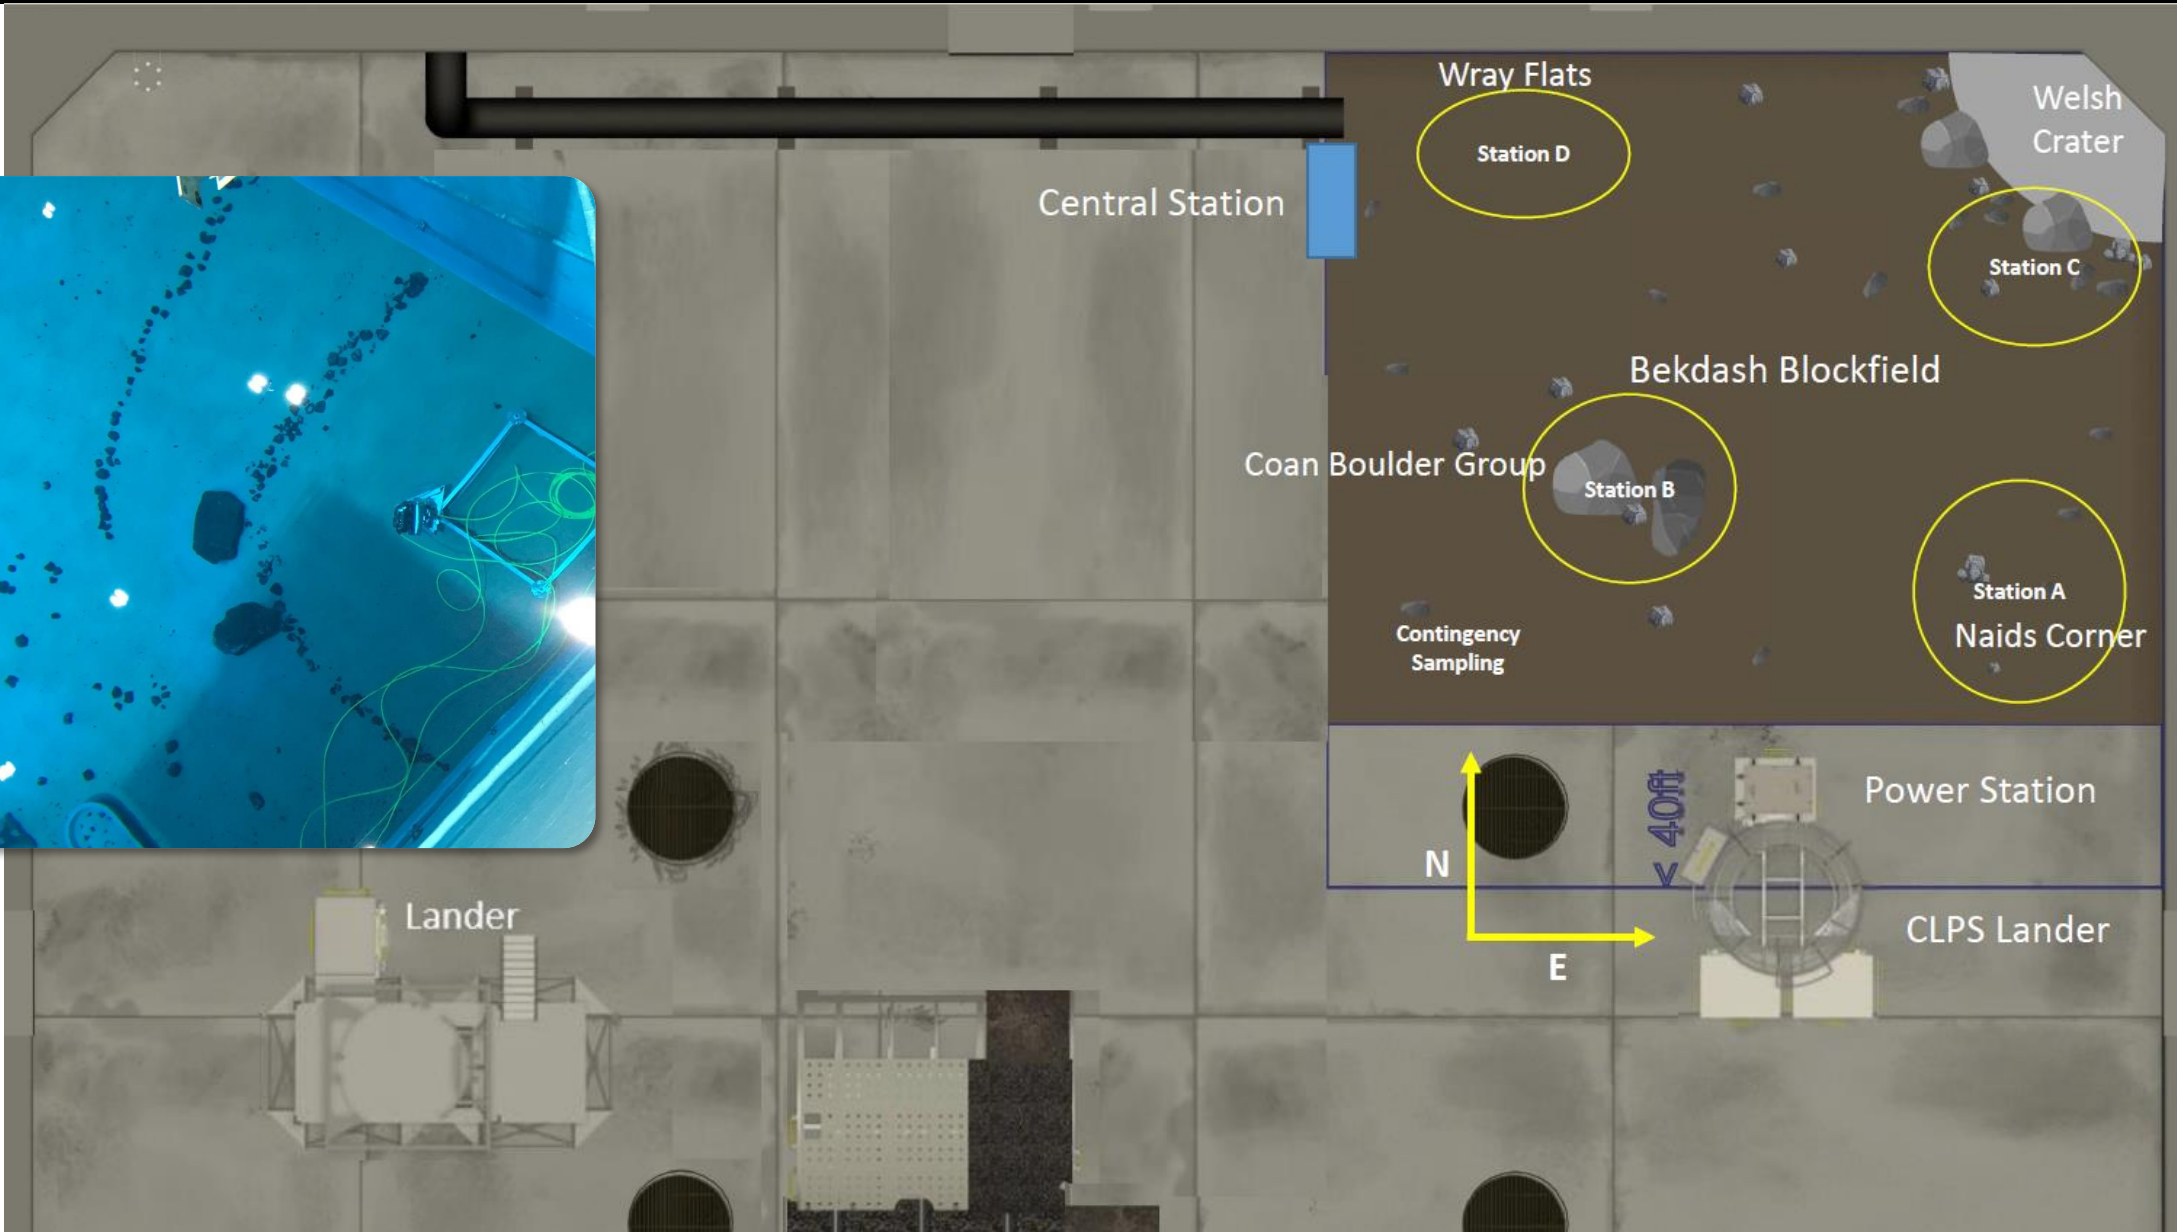 Wray Flats
Station D
Welsh
Crater
Central Station
Station C
Bekdash Blockfield
Coan Boulder Group
Station B
Station A
Naids Corner
Contingency
Sampling
< 40ft
Power Station
N
E
CLPS Lander
Lander